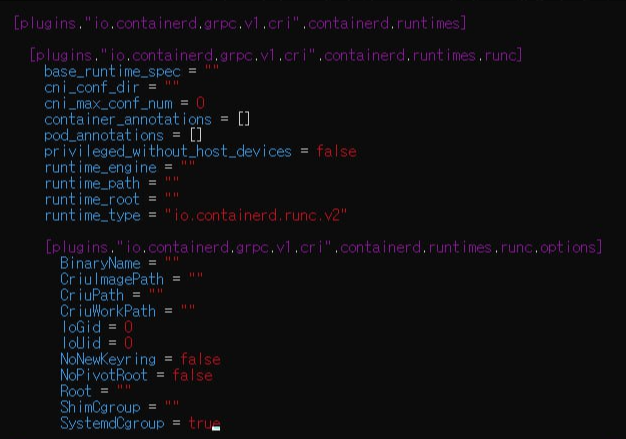 [plugins."io.containerd.grpc.v1.cri".containerd.runtimes]
[plugins."io.containerd.grpc.v1.cri".containerd.runtimes.runc]
base_runtime_spec = ""
cni_conf_dir = ""
cni_max_conf_num = 0
container_annotations = []
pod_annotations = []
privileged_without_host_devices = false
runtime_engine = ""
runtime_path = ""
runtime_root = ""
runtime_type = "io.containerd.runc.v2"
[plugins."io.containerd.grpc.v1.cri".containerd.runtimes.runc.options]
BinaryName = ""
CriuImagePath = ""
CriuPath = ""
CriuWorkPath = ""
IoGid = 0
IoUid = 0
NoNewKeyring = false
NoPivotRoot = false
Root = ""
ShimCgroup = ""
SystemdCgroup = true